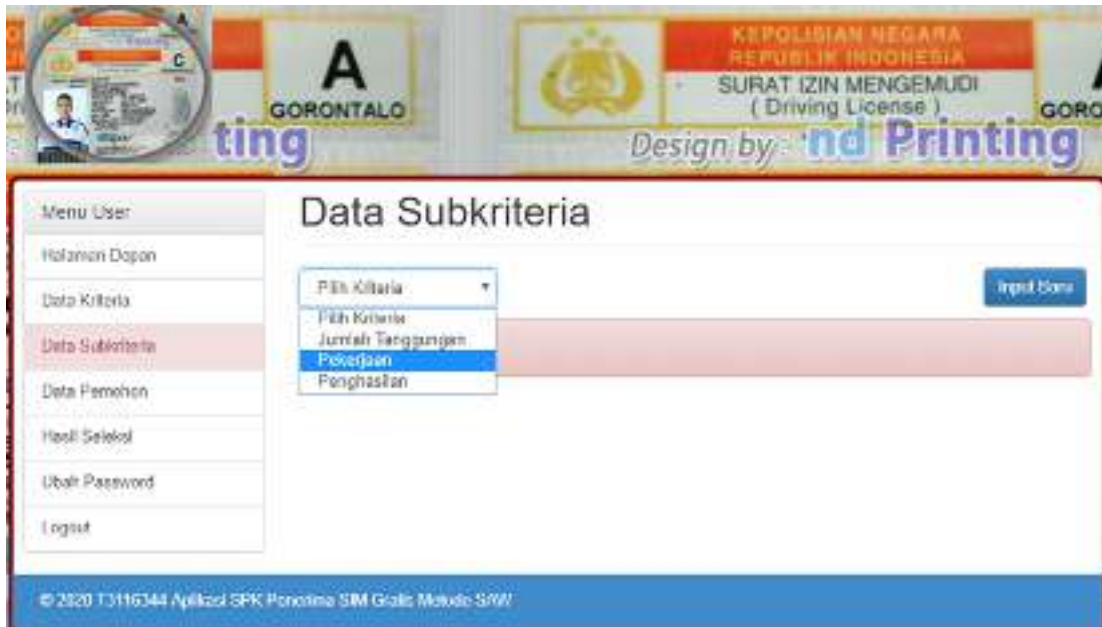 A
GORONTALO
KEPOLISIAN NEGARA
REPUBLIK INDONESIA
SURAT IZIN MENGEMUDI
( Driving License )
GORO
ting
Design by : 'nd Printing
C
Menu User
Halaman Depan
Data Kriteria
Data Subkriteria
Data Pemohon
Hasil Seleksi
Ubah Password
Logout
Data Subkriteria
Pilih Kriteria
Input Baru
Pilih Kriteria
Jumlah Tanggungan
Pekerjaan
Penghasilan
© 2020 T3116344 Aplikasi SPK Penerima SIM Gratis Metode SAW